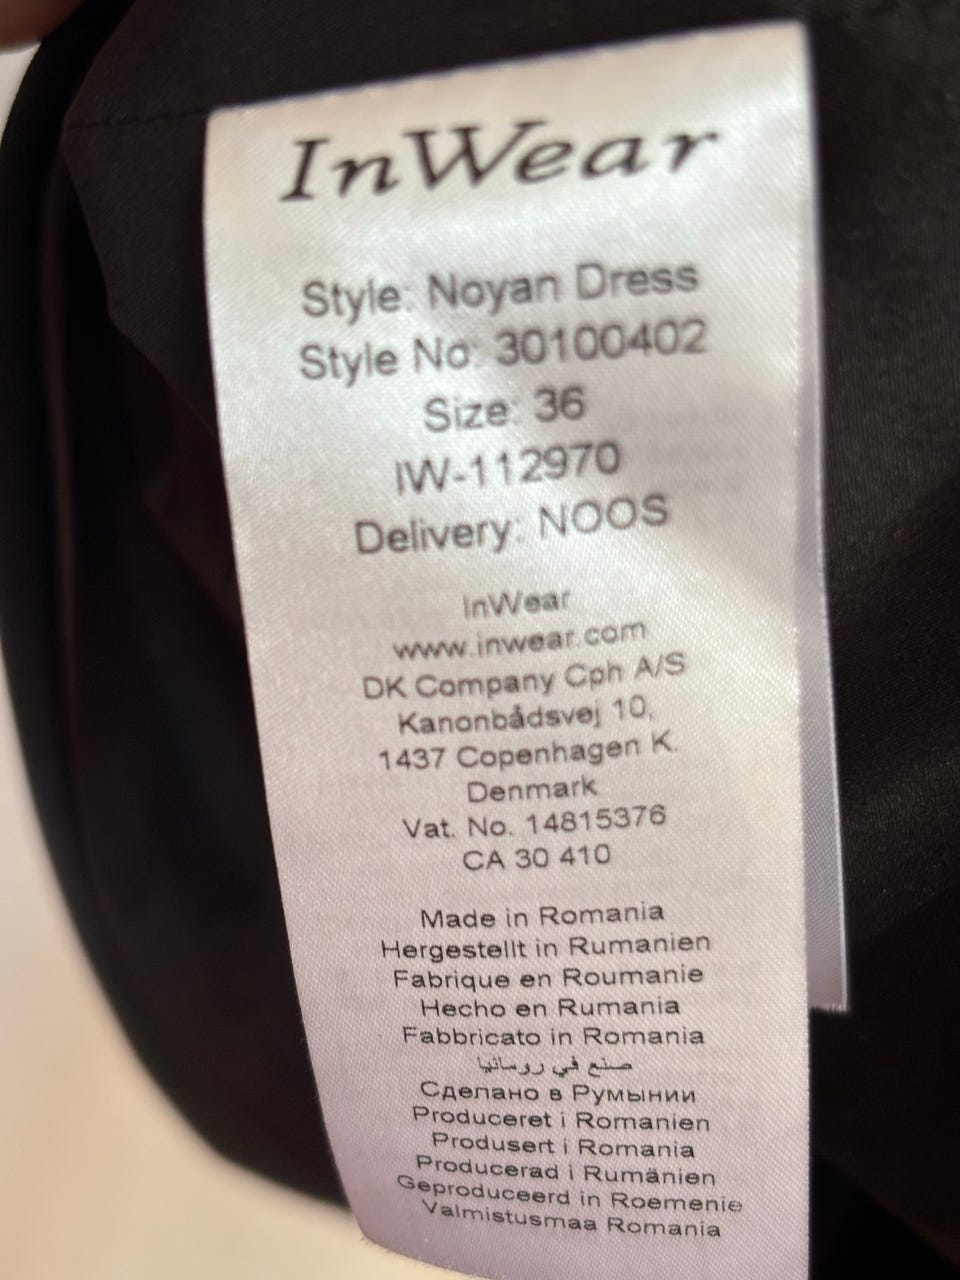 InWear
Style: Noyan Dress
Style No: 30100402
Size: 36
IW-112970
Delivery: NOOS
InWear
www.inwear.com
DK Company Cph A/S
Kanonbådsvej 10,
1437 Copenhagen K.
Denmark
Vat. No. 14815376
CA 30 410
Made in Romania
Hergestellt in Rumanien
Fabrique en Roumanie
Hecho en Rumania
Fabbricato in Romania
صنع في رومانيا
Сделано в Румынии
Produceret i Romanien
Produsert i Romania
Producerad i Rumänien
Geproduceerd in Roemenie
Valmistusmaa Romania